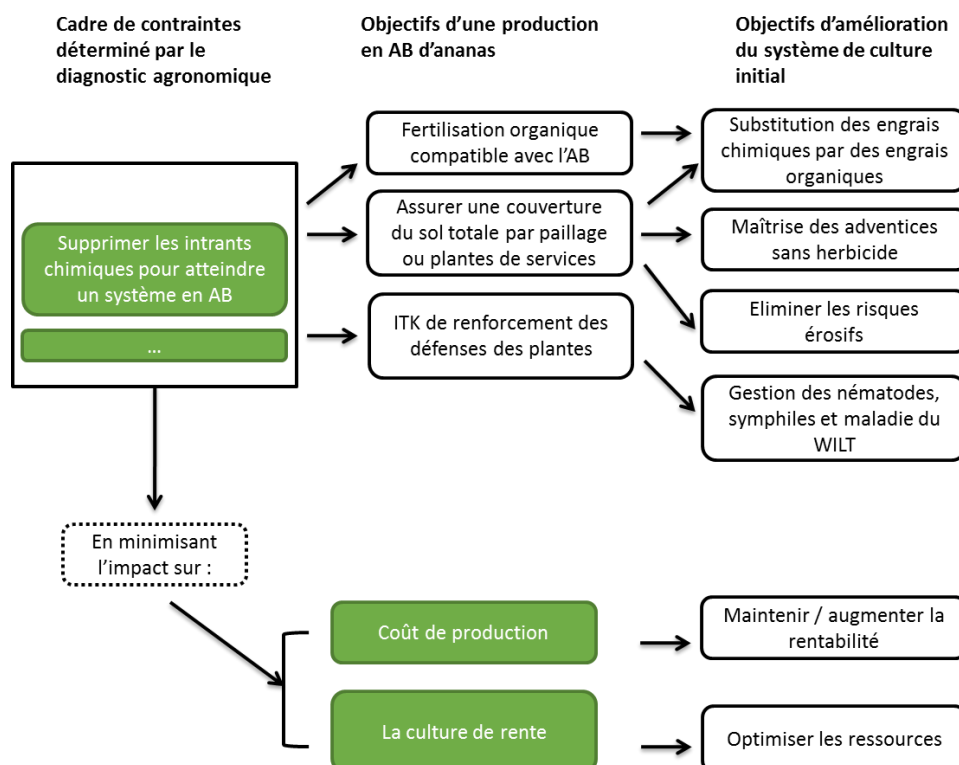 Cadre de contraintes
déterminé par le
diagnostic agronomique
Objectifs d’une production
en AB d’ananas
Objectifs d’amélioration
du système de culture
initial
Supprimer les intrants
chimiques pour atteindre
un système en AB
...
Fertilisation organique
compatible avec l’AB
Assurer une couverture
du sol totale par paillage
ou plantes de services
ITK de renforcement des
défenses des plantes
Substitution des engrais
chimiques par des engrais
organiques
Maîtrise des adventices
sans herbicide
Eliminer les risques
érosifs
Gestion des nématodes,
symphiles et maladie du
WILT
En minimisant
l’impact sur :
Coût de production
Maintenir / augmenter la
rentabilité
La culture de rente
Optimiser les ressources